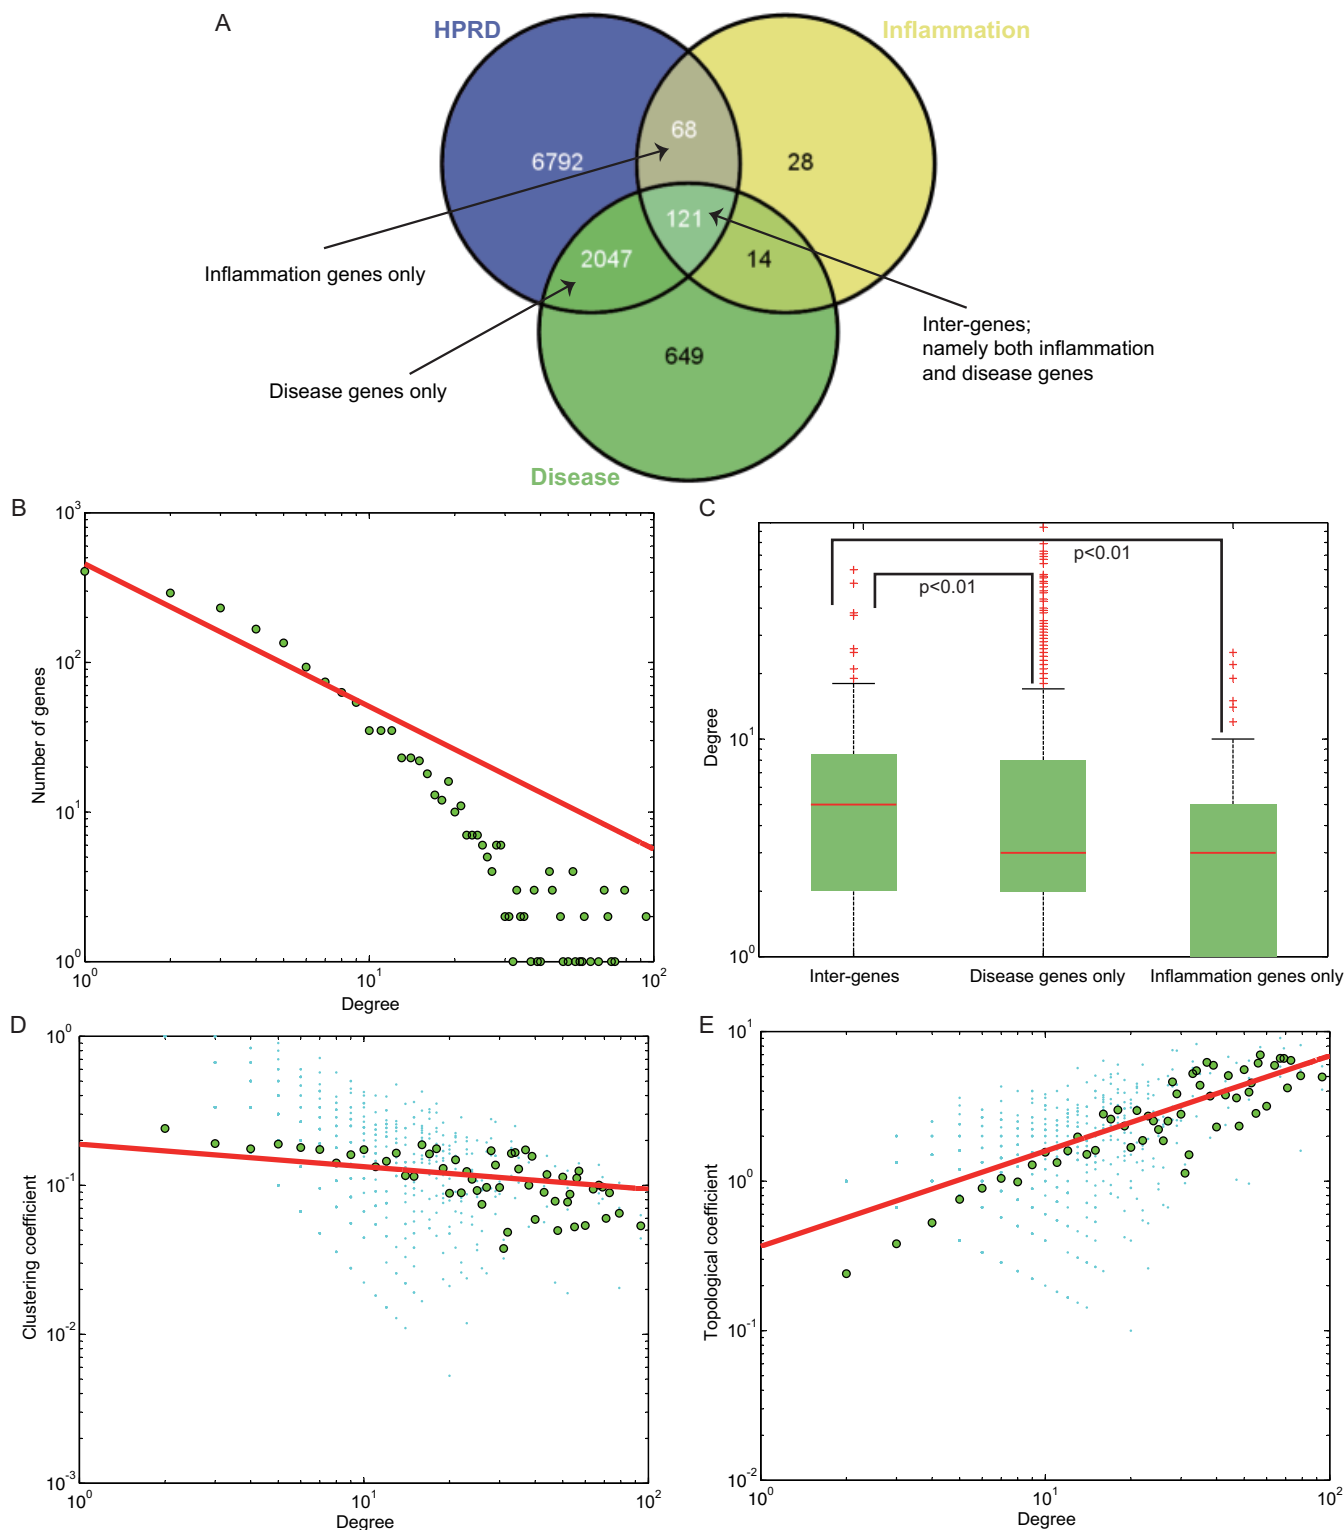 A
HPRD
Inflammation
68
6792
28
121
2047
14
Inflammation genes only
Inter-genes;
namely both inflammation
and disease genes
649
Disease genes only
Disease
B
10^3
10^2
10^1
10^0
Number of genes
10^0
10^1
10^2
Degree
C
p<0.01
p<0.01
10^1
10^0
Degree
Inter-genes
Disease genes only
Inflammation genes only
D
10^0
10^-1
10^-2
10^-3
Clustering coefficient
10^0
10^1
10^2
Degree
E
10^1
10^0
10^-1
10^-2
Topological coefficient
10^0
10^1
10^2
Degree